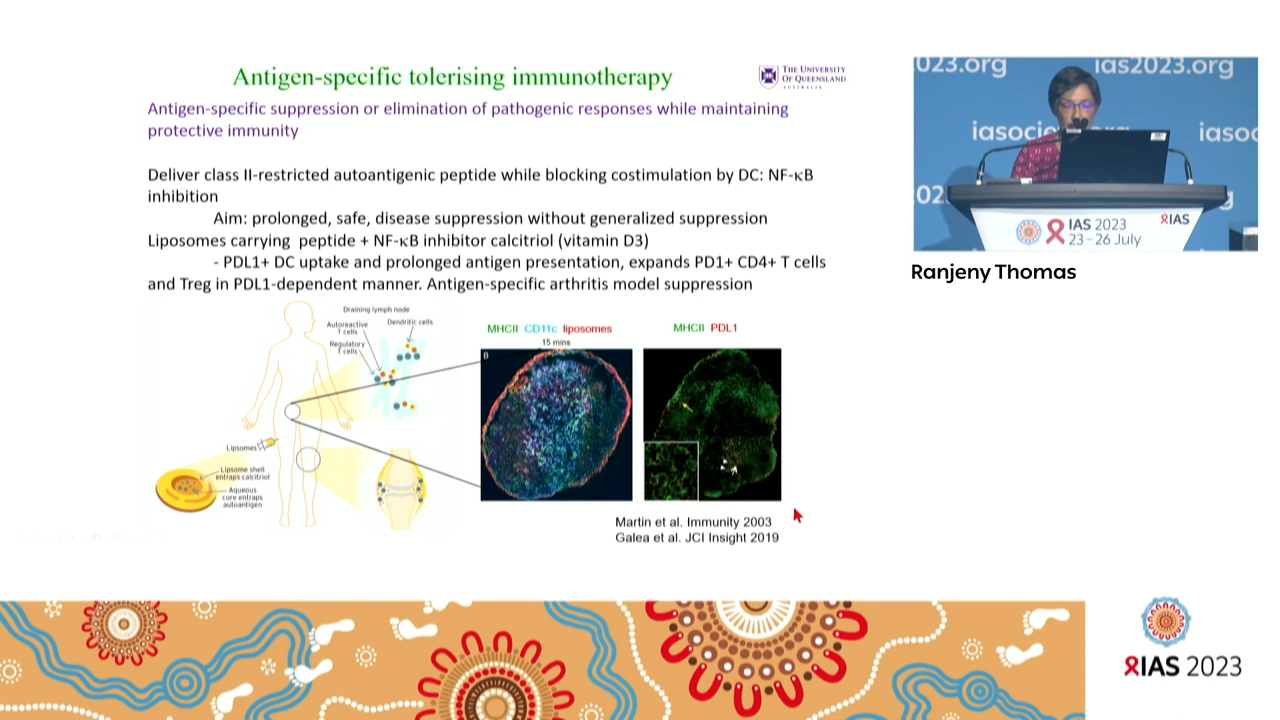 Antigen-specific tolerising immunotherapy
THE UNIVERSITY
OF QUEENSLAND
AUSTRALIA
Antigen-specific suppression or elimination of pathogenic responses while maintaining
protective immunity
Deliver class II-restricted autoantigenic peptide while blocking costimulation by DC: NF-κB
inhibition
Aim: prolonged, safe, disease suppression without generalized suppression
Liposomes carrying peptide + NF-κB inhibitor calcitriol (vitamin D3)
- PDL1+ DC uptake and prolonged antigen presentation, expands PD1+ CD4+ T cells
and Treg in PDL1-dependent manner. Antigen-specific arthritis model suppression
Draining lymph node
Autoreactive
T cells
Dendritic cells
Regulatory
T cells
Liposomes
Lipsome shell
entraps calcitriol
Aqueous
core entraps
autoantigen
MHCII CD11c liposomes
15 mins
B
MHCII PDL1
Martin et al. Immunity 2003
Galea et al. JCI Insight 2019
023.org
ias2023.org
iasocie
.org
iasoc
02
g
IAS 2023
23-26 July
IAS
Ranjeny Thomas
IAS 2023